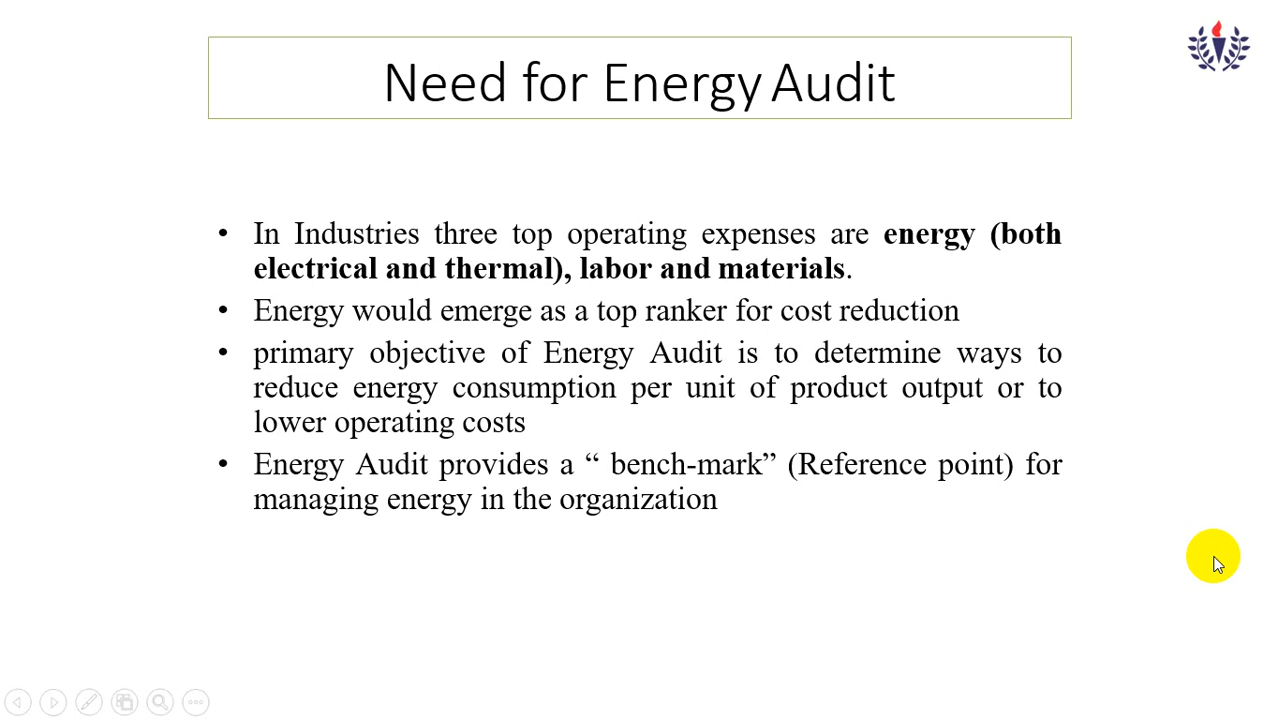 Need for Energy Audit
• In Industries three top operating expenses are energy (both
electrical and thermal), labor and materials.
• Energy would emerge as a top ranker for cost reduction
• primary objective of Energy Audit is to determine ways to
reduce energy consumption per unit of product output or to
lower operating costs
• Energy Audit provides a “ bench-mark” (Reference point) for
managing energy in the organization